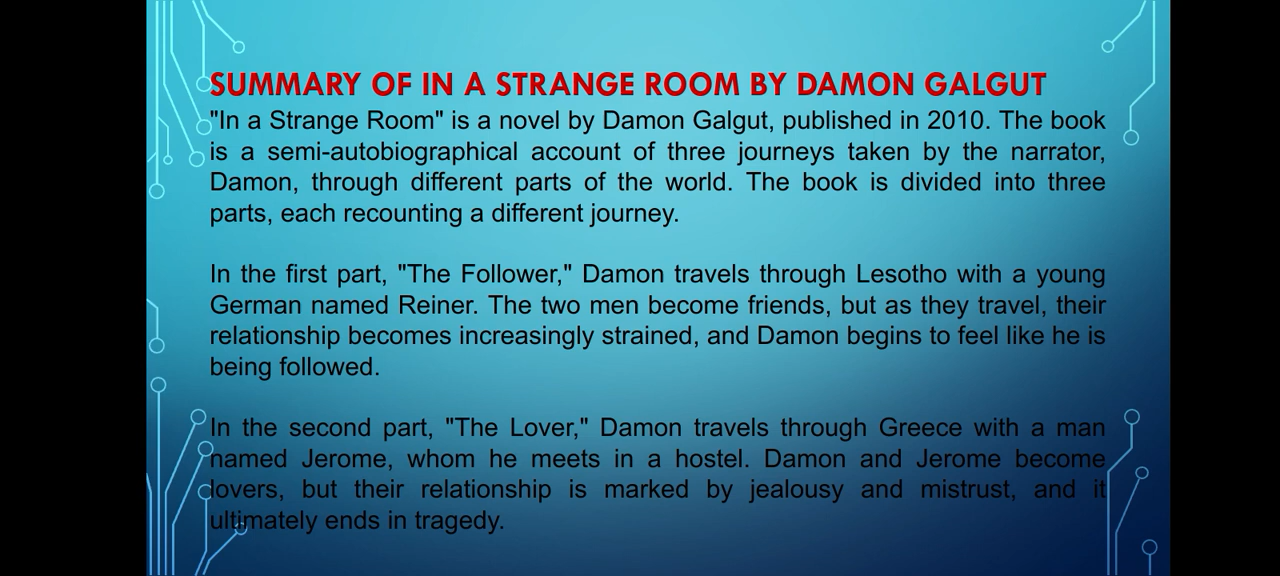 SUMMARY OF IN A STRANGE ROOM BY DAMON GALGUT
"In a Strange Room" is a novel by Damon Galgut, published in 2010. The book
is a semi-autobiographical account of three journeys taken by the narrator,
Damon, through different parts of the world. The book is divided into three
parts, each recounting a different journey.
In the first part, "The Follower," Damon travels through Lesotho with a young
German named Reiner. The two men become friends, but as they travel, their
relationship becomes increasingly strained, and Damon begins to feel like he is
being followed.
In the second part, "The Lover," Damon travels through Greece with a man
named Jerome, whom he meets in a hostel. Damon and Jerome become
lovers, but their relationship is marked by jealousy and mistrust, and it
ultimately ends in tragedy.